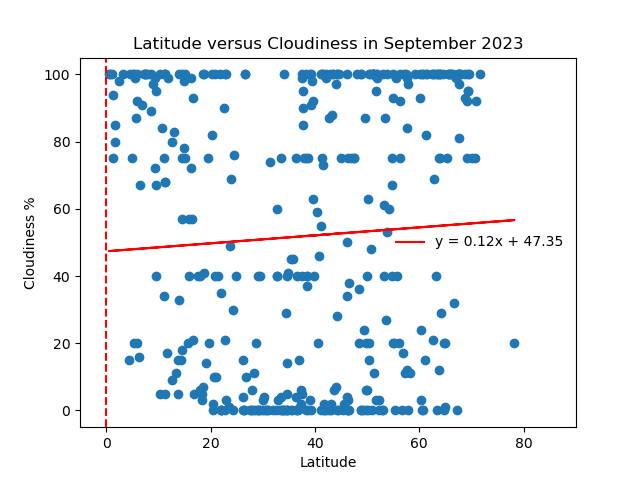 Latitude versus Cloudiness in September 2023
100
80
60
40
20
0
Cloudiness %
y = 0.12x + 47.35
0 20 40 60 80
Latitude